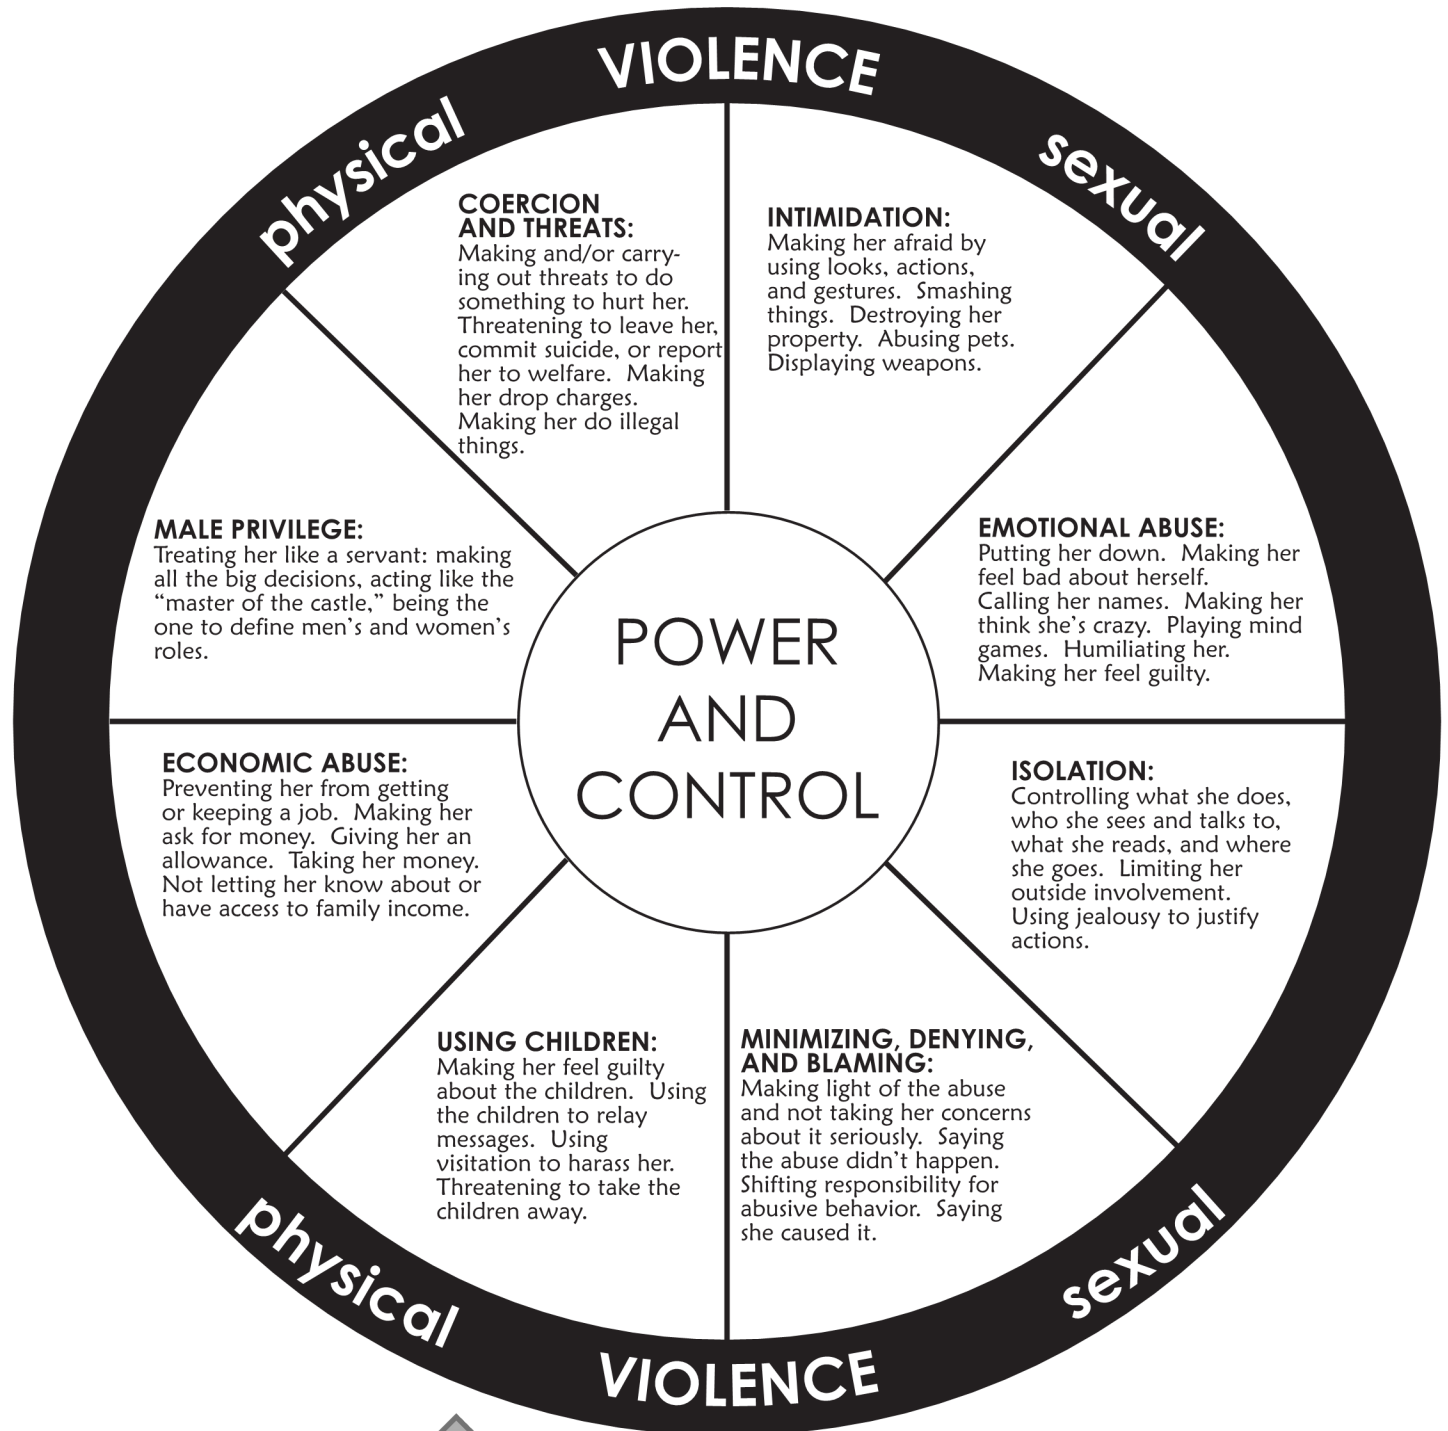 VIOLENCE
physical
sexual
COERCION
AND THREATS:
Making and/or carry-
ing out threats to do
something to hurt her.
Threatening to leave her,
commit suicide, or report
her to welfare.  Making
her drop charges.
Making her do illegal
things.
INTIMIDATION:
Making her afraid by
using looks, actions,
and gestures.  Smashing
things.  Destroying her
property.  Abusing pets.
Displaying weapons.
MALE PRIVILEGE:
Treating her like a servant: making
all the big decisions, acting like the
“master of the castle,” being the
one to define men’s and women’s
roles.
EMOTIONAL ABUSE:
Putting her down.  Making her
feel bad about herself.
Calling her names.  Making her
think she’s crazy.  Playing mind
games.  Humiliating her.
Making her feel guilty.
POWER
AND
CONTROL
ECONOMIC ABUSE:
Preventing her from getting
or keeping a job.  Making her
ask for money.  Giving her an
allowance.  Taking her money.
Not letting her know about or
have access to family income.
ISOLATION:
Controlling what she does,
who she sees and talks to,
what she reads, and where
she goes.  Limiting her
outside involvement.
Using jealousy to justify
actions.
USING CHILDREN:
Making her feel guilty
about the children.  Using
the children to relay
messages.  Using
visitation to harass her.
Threatening to take the
children away.
MINIMIZING, DENYING,
AND BLAMING:
Making light of the abuse
and not taking her concerns
about it seriously.  Saying
the abuse didn’t happen.
Shifting responsibility for
abusive behavior.  Saying
she caused it.
physical
sexual
VIOLENCE